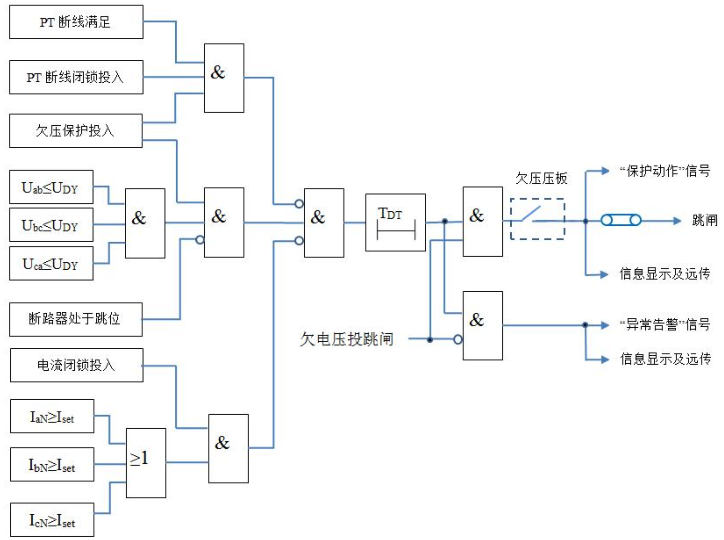 PT 断线满足
PT 断线闭锁投入
欠压保护投入
Uab≤UDY
Ubc≤UDY
Uca≤UDY
断路器处于跳位
电流闭锁投入
IaN≥Iset
IbN≥Iset
IcN≥Iset
&
&
&
≥1
&
&
TDT
欠电压投跳闸
&
&
欠压压板
“保护动作”信号
跳闸
信息显示及远传
“异常告警”信号
信息显示及远传